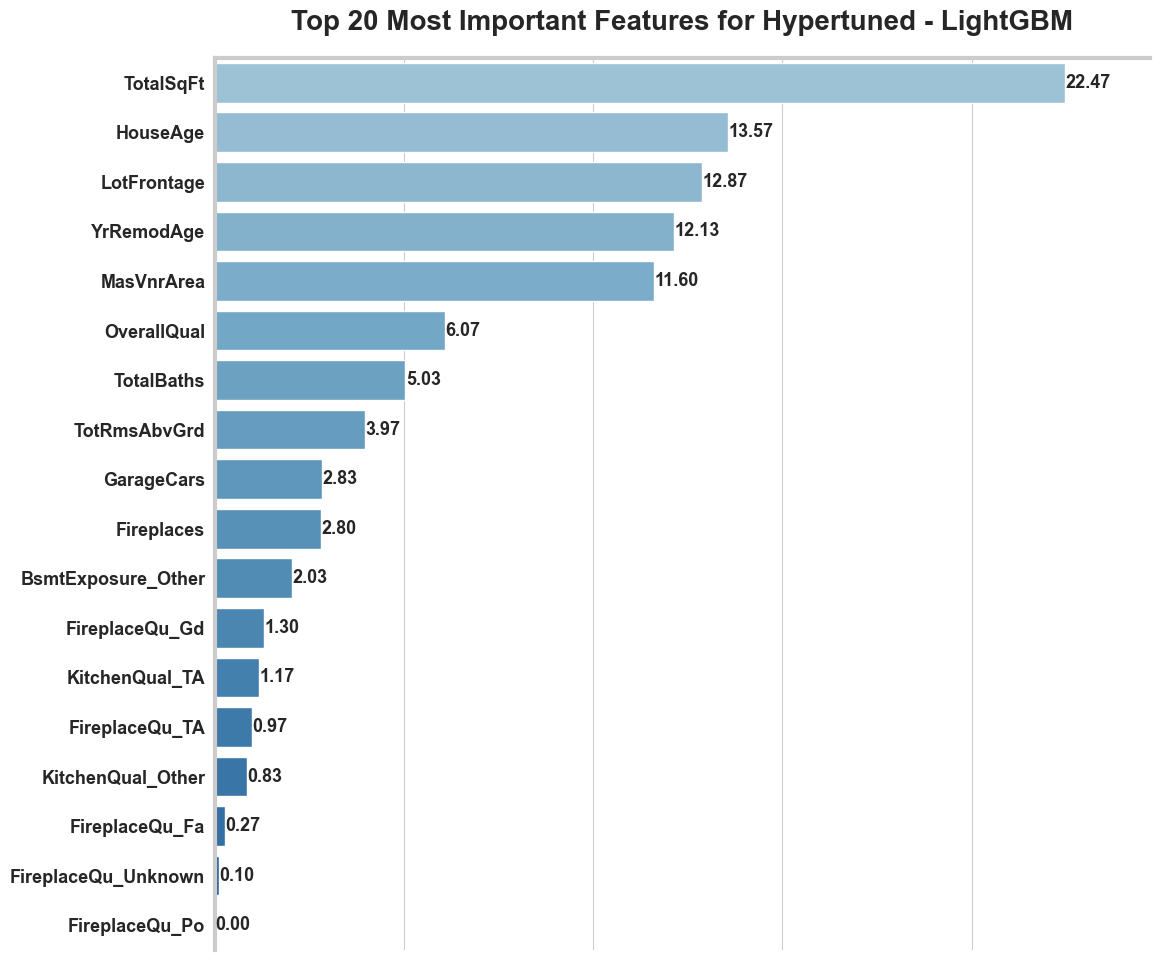 Top 20 Most Important Features for Hypertuned - LightGBM
TotalSqFt 22.47
HouseAge 13.57
LotFrontage 12.87
YrRemodAge 12.13
MasVnrArea 11.60
OverallQual 6.07
TotalBaths 5.03
TotRmsAbvGrd 3.97
GarageCars 2.83
Fireplaces 2.80
BsmtExposure_Other 2.03
FireplaceQu_Gd 1.30
KitchenQual_TA 1.17
FireplaceQu_TA 0.97
KitchenQual_Other 0.83
FireplaceQu_Fa 0.27
FireplaceQu_Unknown 0.10
FireplaceQu_Po 0.00